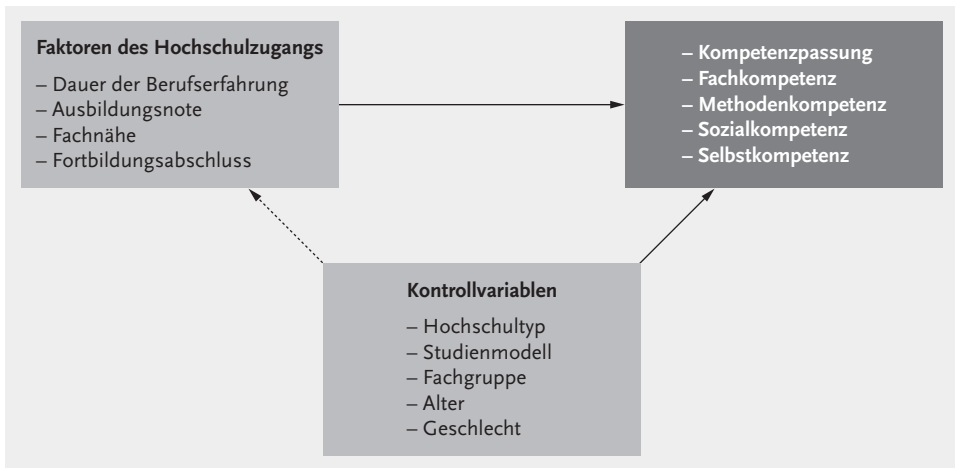 Faktoren des Hochschulzugangs
– Dauer der Berufserfahrung
– Ausbildungsnote
– Fachnähe
– Fortbildungsabschluss
– Kompetenzpassung
– Fachkompetenz
– Methodenkompetenz
– Sozialkompetenz
– Selbstkompetenz
Kontrollvariablen
– Hochschultyp
– Studienmodell
– Fachgruppe
– Alter
– Geschlecht